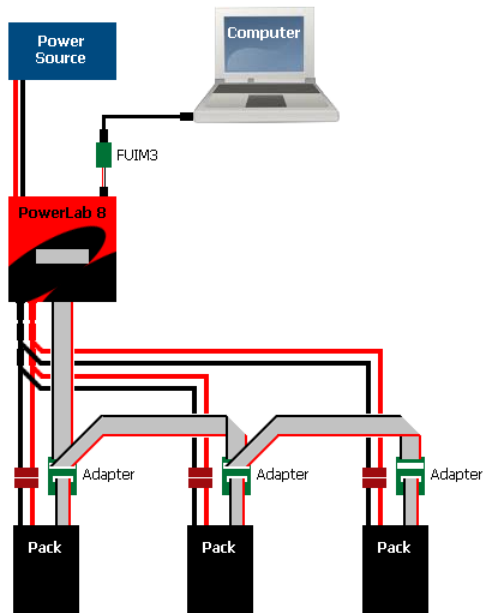 Power
Source
Computer
FUIM3
PowerLab 8
Adapter
Adapter
Adapter
Pack
Pack
Pack